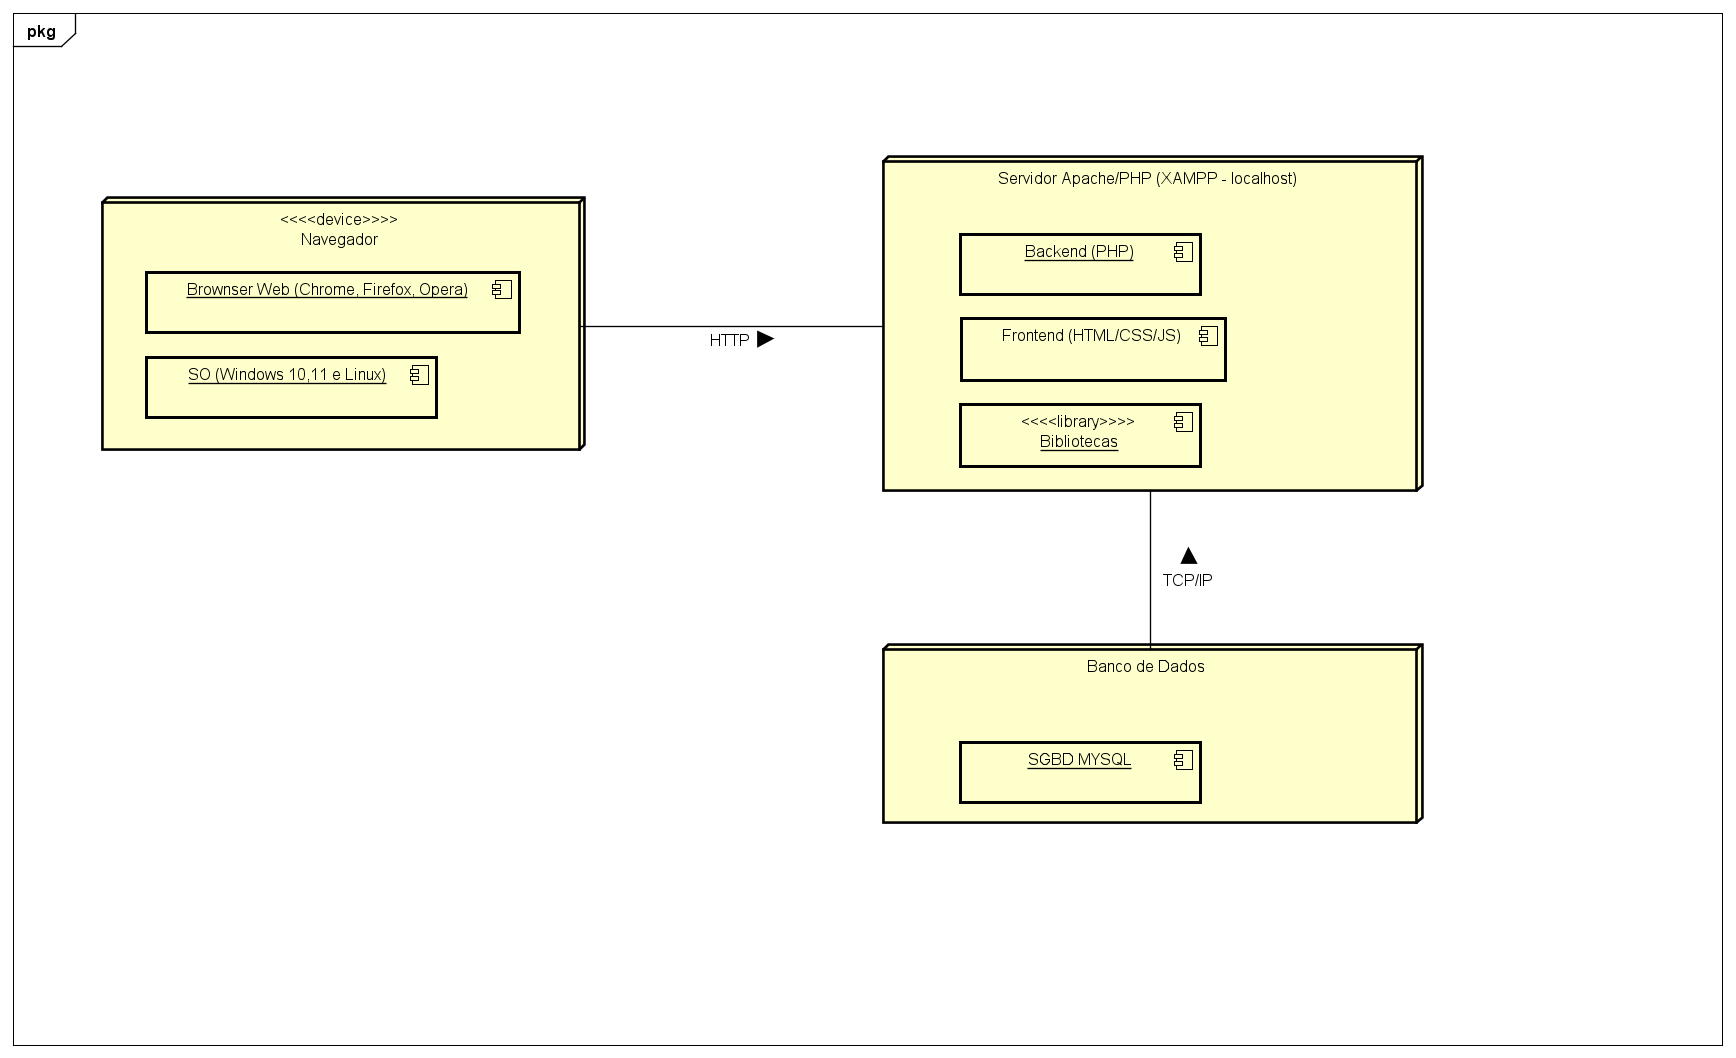 pkg
<<<<device>>>>
Navegador
Brownser Web (Chrome, Firefox, Opera)
SO (Windows 10,11 e Linux)
HTTP
Servidor Apache/PHP (XAMPP - localhost)
Backend (PHP)
Frontend (HTML/CSS/JS)
<<<<library>>>>
Bibliotecas
TCP/IP
Banco de Dados
SGBD MYSQL